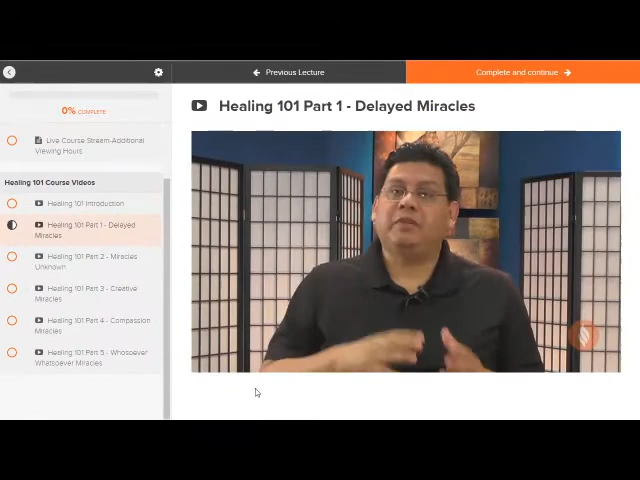 Previous Lecture
Complete and continue
0% COMPLETE
Live Course Stream-Additional
Viewing Hours
Healing 101 Course Videos
Healing 101 Introduction
Healing 101 Part 1 - Delayed
Miracles
Healing 101 Part 2 - Miracles
Unknown
Healing 101 Part 3 - Creative
Miracles
Healing 101 Part 4 - Compassion
Miracles
Healing 101 Part 5 - Whosoever
Whatsoever Miracles
Healing 101 Part 1 - Delayed Miracles